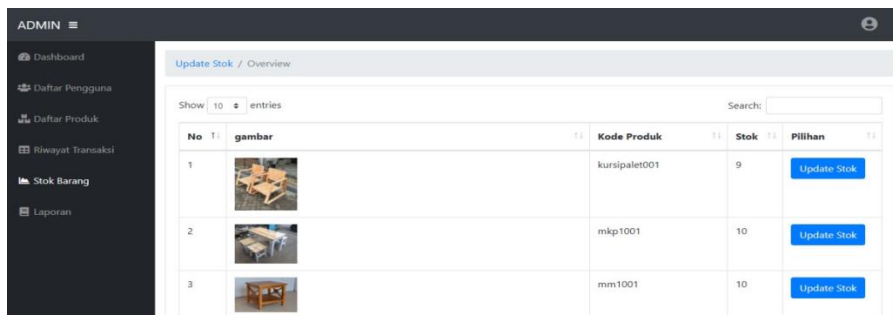 ADMIN
Dashboard
Daftar Pengguna
Daftar Produk
Riwayat Transaksi
Stok Barang
Laporan
Update Stok / Overview
Show 10 entries
Search:
No gambar Kode Produk Stok Pilihan
1 kursipalet001 9 Update Stok
2 mkp1001 10 Update Stok
3 mm1001 10 Update Stok